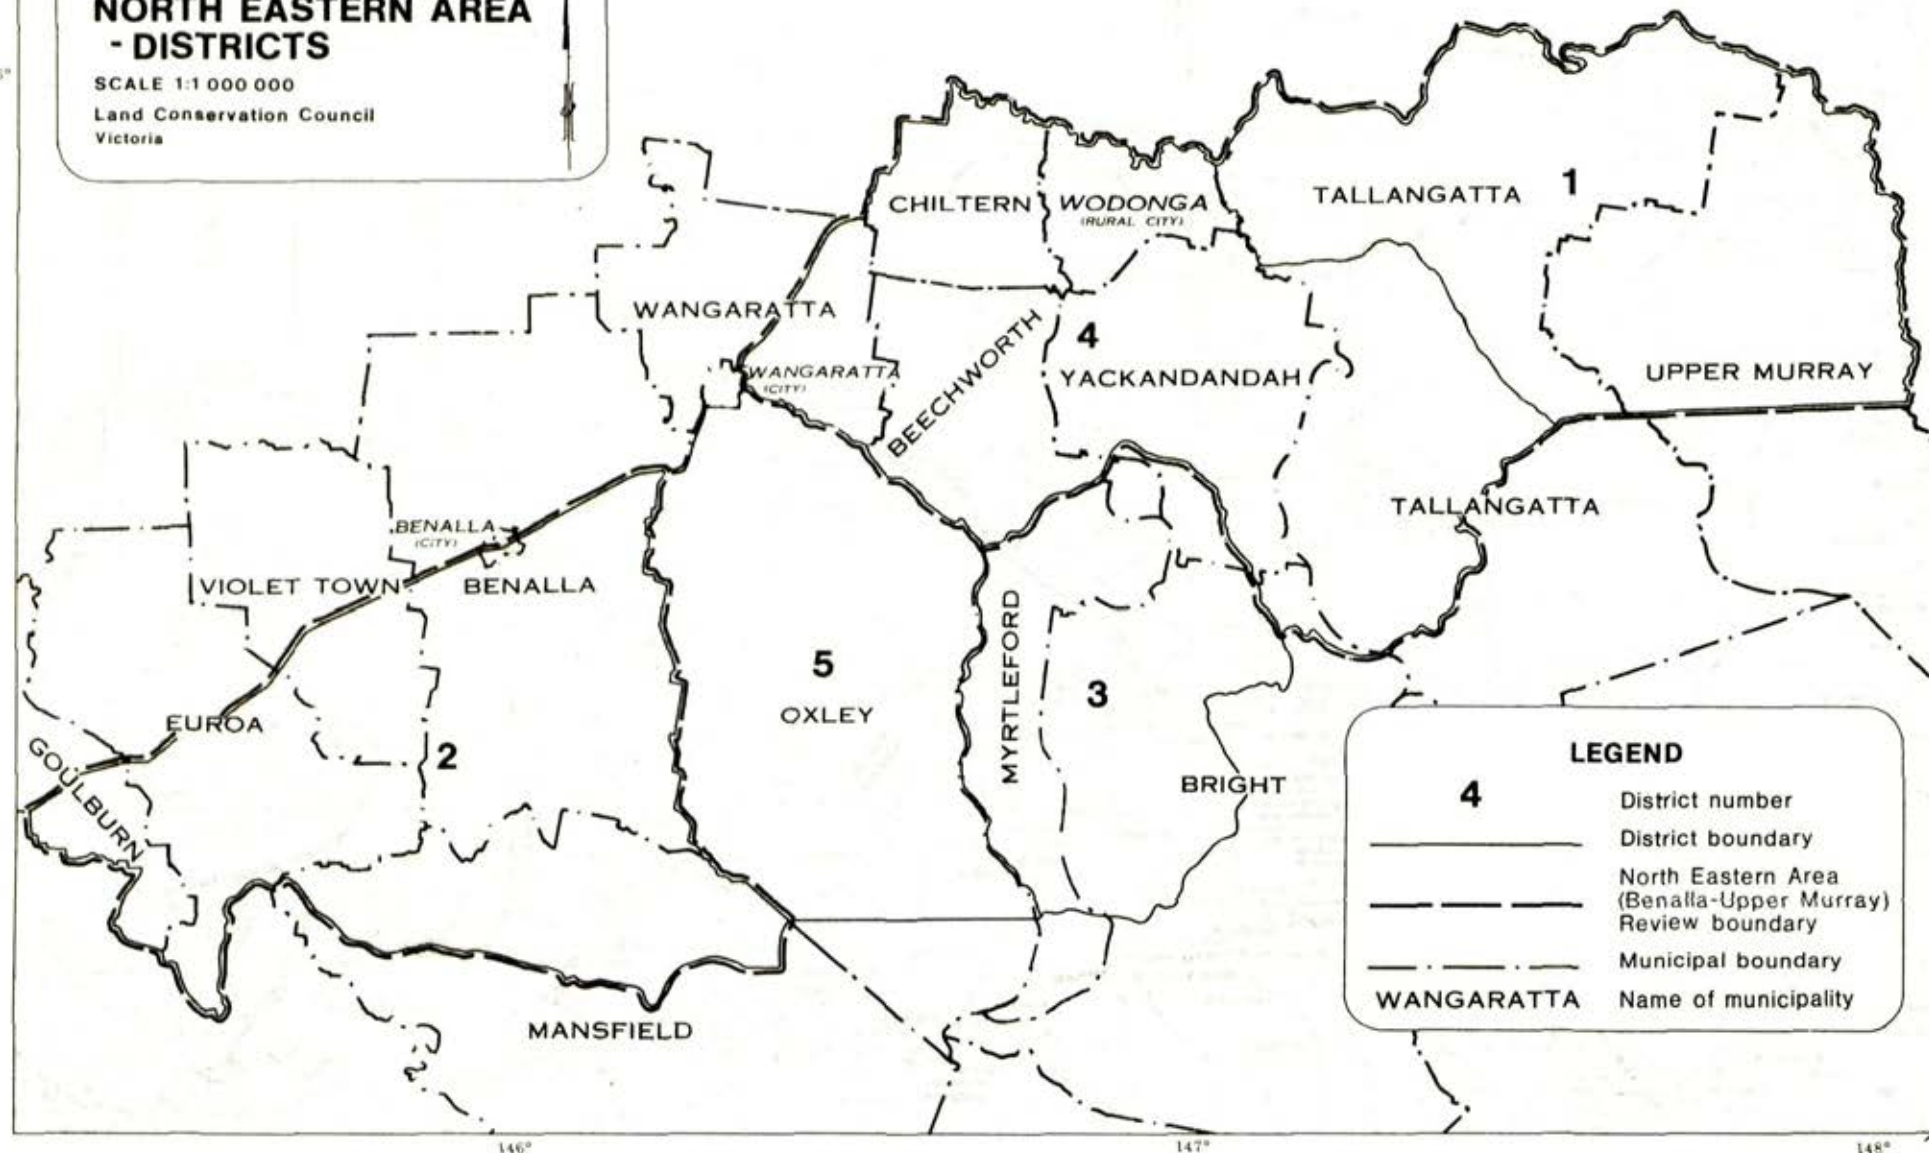 NORTH EASTERN AREA
- DISTRICTS
SCALE 1:1 000 000
Land Conservation Council
Victoria
CHILTERN
WODONGA
(RURAL CITY)
TALLANGATTA
1
WANGARATTA
WANGARATTA
(CITY)
BEECHWORTH
4
YACKANDANDAH
UPPER MURRAY
TALLANGATTA
BENALLA
(CITY)
VIOLET TOWN
BENALLA
5
OXLEY
MYRTLEFORD
3
BRIGHT
EUROA
2
GOULBURN
MANSFIELD
LEGEND
4 District number
District boundary
North Eastern Area
(Benalla-Upper Murray)
Review boundary
Municipal boundary
WANGARATTA Name of municipality
146° 147° 148°